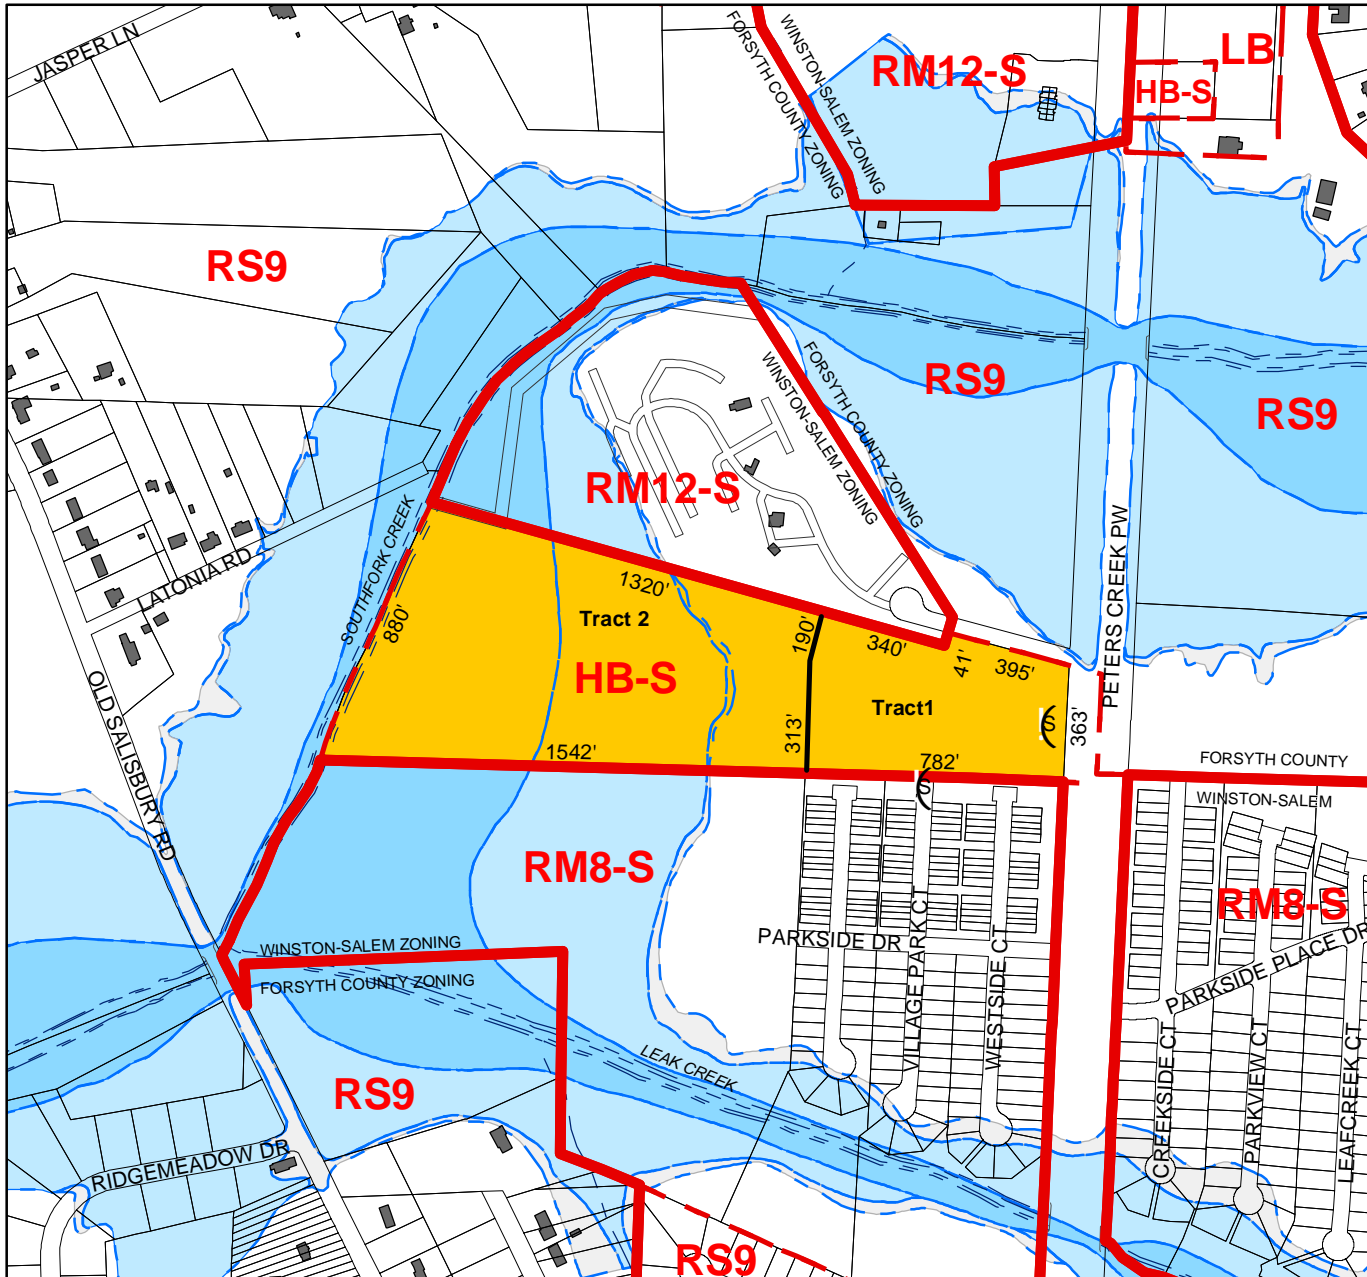 JASPER LN
FORSYTH COUNTY ZONING
WINSTON-SALEM ZONING
RM12-S
LB
HB-S
RS9
RS9
RS9
WINSTON-SALEM ZONING
FORSYTH COUNTY ZONING
RM12-S
SOUTHFORK CREEK
LATONIA RD
OLD SALISBURY RD
PETERS CREEK PW
1320'
880'
Tract 2
HB-S
190'
340'
41'
395'
Tract1
S
363'
313'
1542'
782'
S
FORSYTH COUNTY
WINSTON-SALEM
RM8-S
RM8-S
PARKSIDE DR
VILLAGE PARK CT
WESTSIDE CT
PARKSIDE PLACE DR
CREEKSIDE CT
PARKVIEW CT
LEAFCREEK CT
WINSTON-SALEM ZONING
FORSYTH COUNTY ZONING
LEAK CREEK
RS9
RIDGEMEADOW DR
RS9